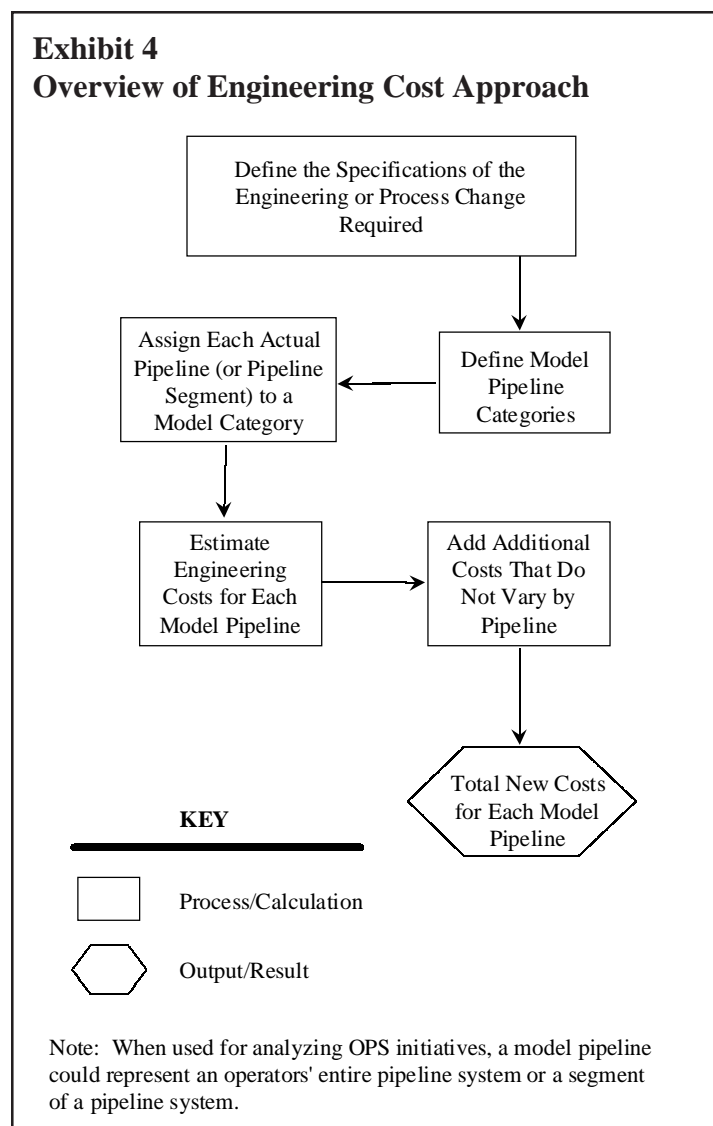 Exhibit 4
Overview of Engineering Cost Approach
Define the Specifications of the
Engineering or Process Change
Required
Define Model
Pipeline
Categories
Assign Each Actual
Pipeline (or Pipeline
Segment) to a
Model Category
Estimate
Engineering
Costs for Each
Model Pipeline
Add Additional
Costs That Do
Not Vary by
Pipeline
Total New Costs
for Each Model
Pipeline
KEY
Process/Calculation
Output/Result
Note: When used for analyzing OPS initiatives, a model pipeline
could represent an operators' entire pipeline system or a segment
of a pipeline system.